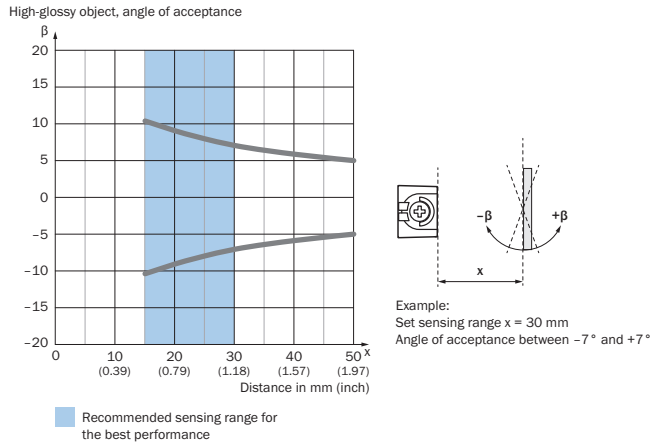 High-glossy object, angle of acceptance
β
20
15
10
5
0
−5
−10
−15
−20
0 10 20 30 40 50 x
(0.39) (0.79) (1.18) (1.57) (1.97)
Distance in mm (inch)
Recommended sensing range for
the best performance
−β +β
x
Example:
Set sensing range x = 30 mm
Angle of acceptance between −7° and +7°